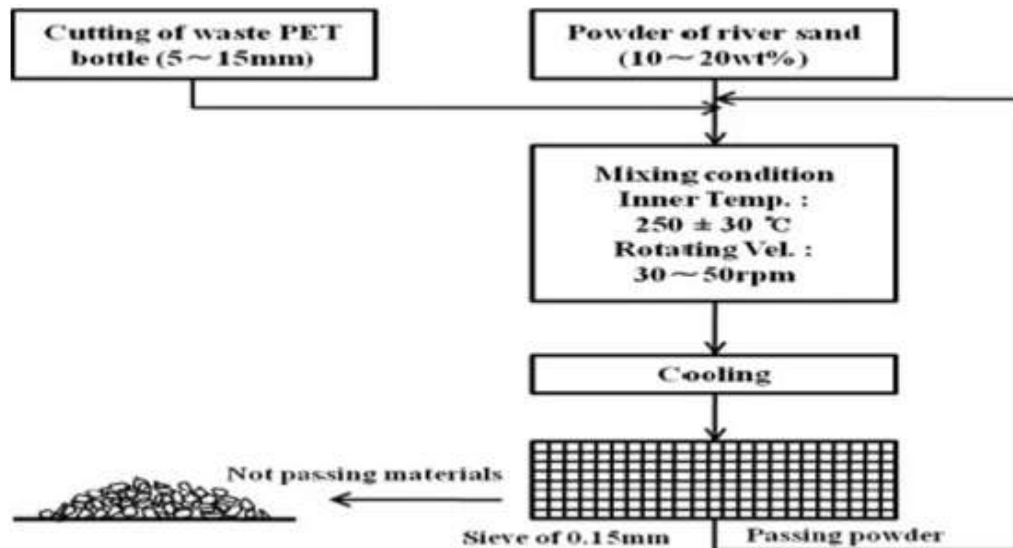 Cutting of waste PET
bottle (5～15mm)
Powder of river sand
(10～20wt%)
Mixing condition
Inner Temp. :
250 ± 30 ℃
Rotating Vel. :
30～50rpm
Cooling
Not passing materials
Sieve of 0.15mm
Passing powder